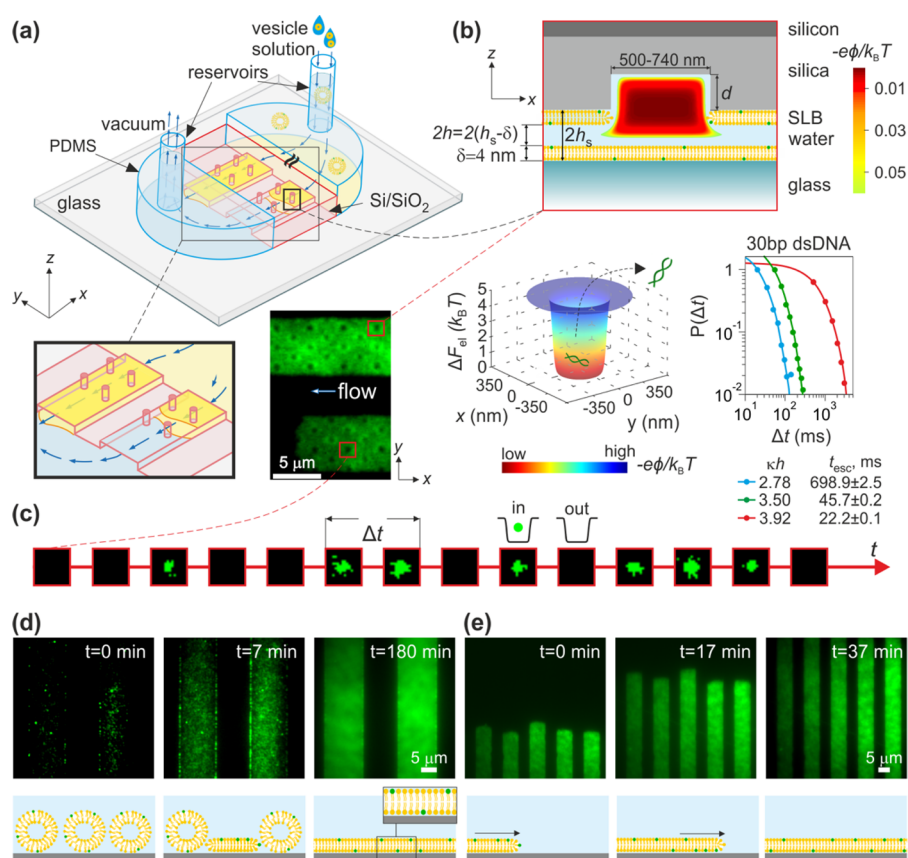 (a)
vesicle
solution
reservoirs
vacuum
PDMS
glass
Si/SiO₂
z
y
x
flow
5 μm
y
x
(b)
z
x
500-740 nm
d
2h=2(hₛ-δ)
2hₛ
δ=4 nm
silicon
silica
SLB
water
glass
-eϕ/k_BT
0.01
0.03
0.05
ΔF_el (k_BT)
5
4
3
2
1
0
350
0
-350
x (nm)
-350
0
350
y (nm)
low
high
-eϕ/k_BT
30bp dsDNA
P(Δt)
1
10⁻¹
10⁻²
10¹
10²
10³
Δt (ms)
κh
t_esc, ms
2.78
698.9±2.5
3.50
45.7±0.2
3.92
22.2±0.1
(c)
Δt
in
out
t
(d)
t=0 min
t=7 min
t=180 min
5 μm
(e)
t=0 min
t=17 min
t=37 min
5 μm